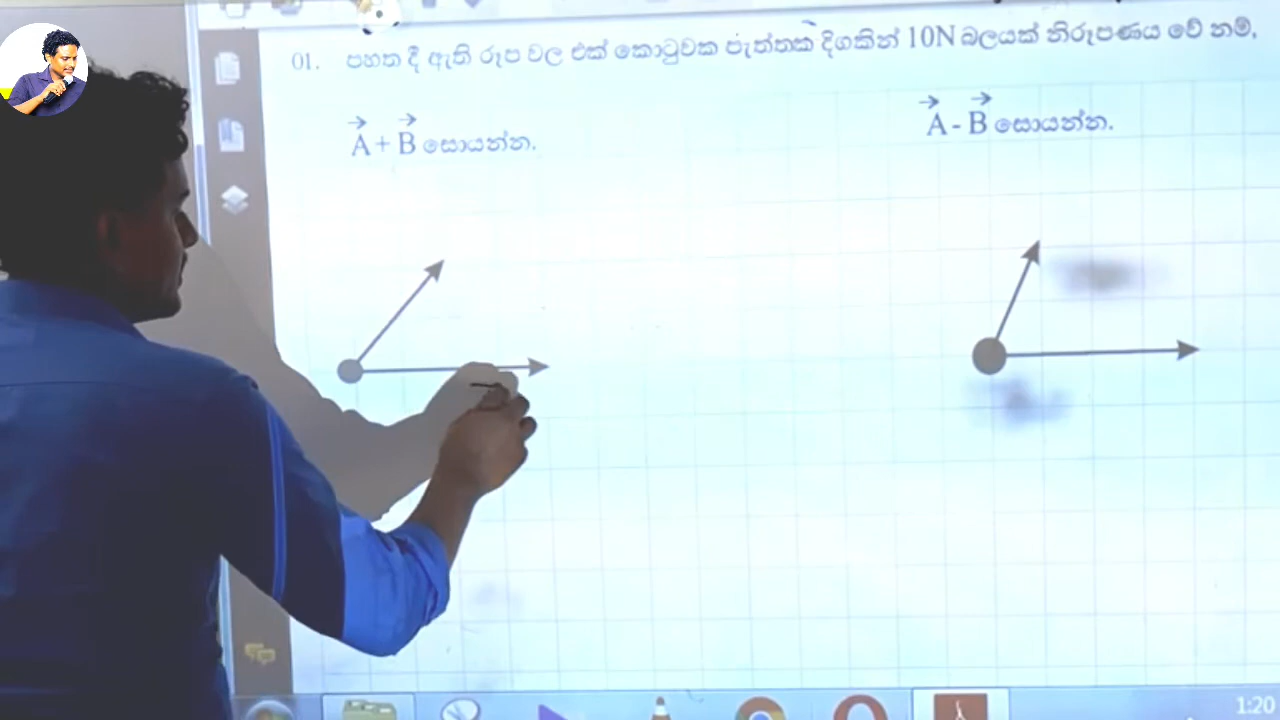 01. පහත දී ඇති රූප වල එක් කොටුවක පැත්තක දිගකින් 10N බලයක් නිරූපණය වේ නම්,
A + B සොයන්න.
A - B සොයන්න.
1:20